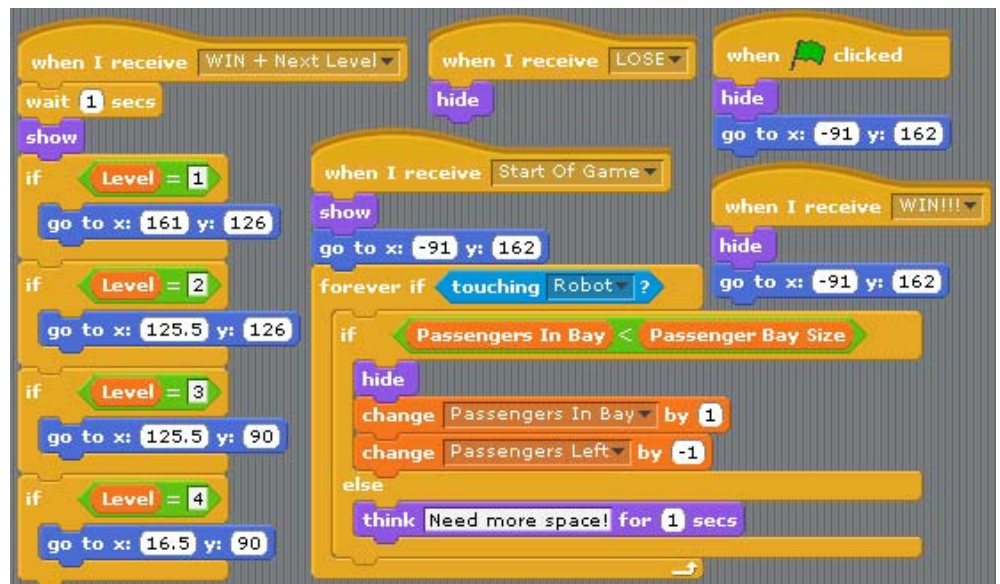 when I receive WIN + Next Level
wait 1 secs
show
if Level = 1
go to x: 161 y: 126
if Level = 2
go to x: 125.5 y: 126
if Level = 3
go to x: 125.5 y: 90
if Level = 4
go to x: 16.5 y: 90
when I receive LOSE
hide
when clicked
hide
go to x: -91 y: 162
when I receive Start Of Game
show
go to x: -91 y: 162
forever if touching Robot ?
if Passengers In Bay < Passenger Bay Size
hide
change Passengers In Bay by 1
change Passengers Left by -1
else
think Need more space! for 1 secs
when I receive WIN!!!
hide
go to x: -91 y: 162